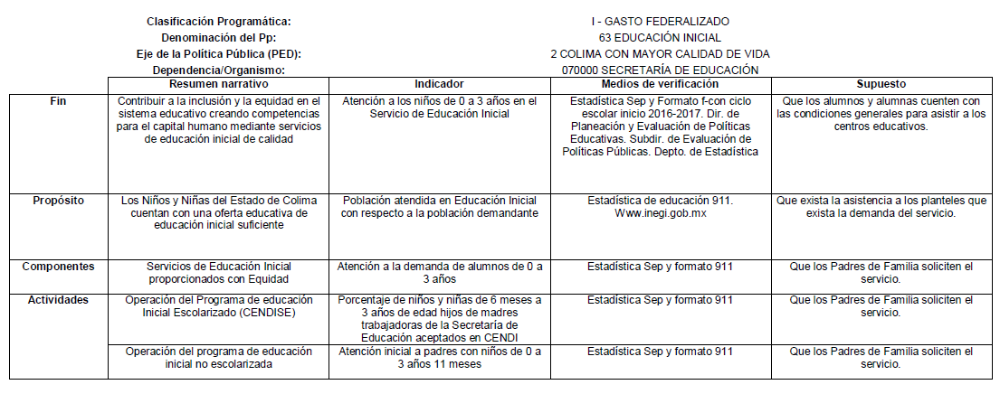 Clasificación Programática: I - GASTO FEDERALIZADO
Denominación del Pp: 63 EDUCACIÓN INICIAL
Eje de la Política Pública (PED): 2 COLIMA CON MAYOR CALIDAD DE VIDA
Dependencia/Organismo: 070000 SECRETARÍA DE EDUCACIÓN
Resumen narrativo Indicador Medios de verificación Supuesto
Fin
Contribuir a la inclusión y la equidad en el
sistema educativo creando competencias
para el capital humano mediante servicios
de educación inicial de calidad
Atención a los niños de 0 a 3 años en el
Servicio de Educación Inicial
Estadística Sep y Formato f-con ciclo
escolar inicio 2016-2017. Dir. de
Planeación y Evaluación de Políticas
Educativas. Subdir. de Evaluación de
Políticas Públicas. Depto. de Estadística
Que los alumnos y alumnas cuenten con
las condiciones generales para asistir a los
centros educativos.
Propósito
Los Niños y Niñas del Estado de Colima
cuentan con una oferta educativa de
educación inicial suficiente
Población atendida en Educación Inicial
con respecto a la población demandante
Estadística de educación 911.
Www.inegi.gob.mx
Que exista la asistencia a los planteles que
exista la demanda del servicio.
Componentes
Servicios de Educación Inicial
proporcionados con Equidad
Atención a la demanda de alumnos de 0 a
3 años
Estadística Sep y formato 911
Que los Padres de Familia soliciten el
servicio.
Actividades
Operación del Programa de educación
Inicial Escolarizado (CENDISE)
Porcentaje de niños y niñas de 6 meses a
3 años de edad hijos de madres
trabajadoras de la Secretaría de
Educación aceptados en CENDI
Estadística Sep y formato 911
Que los Padres de Familia soliciten el
servicio.
Operación del programa de educación
inicial no escolarizada
Atención inicial a padres con niños de 0 a
3 años 11 meses
Estadística Sep y formato 911
Que los Padres de Familia soliciten el
servicio.